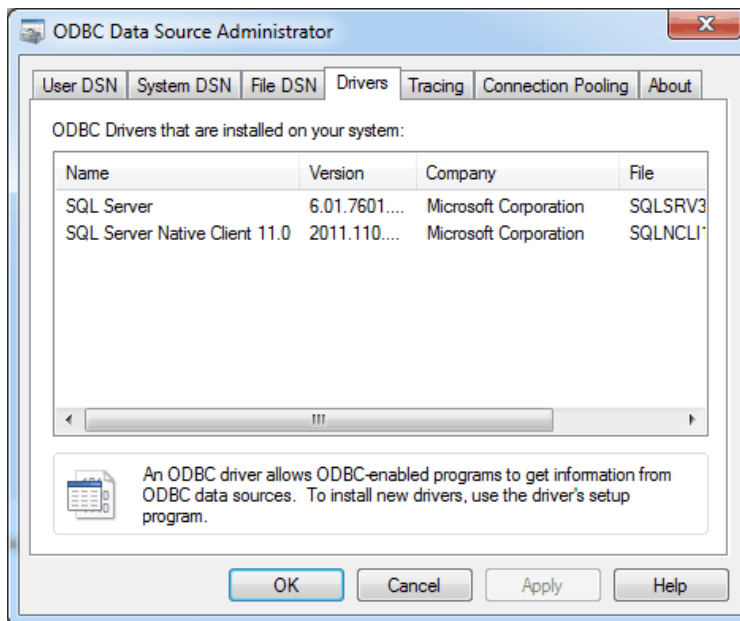 ODBC Data Source Administrator
User DSN System DSN File DSN Drivers Tracing Connection Pooling About
ODBC Drivers that are installed on your system:
Name Version Company File
SQL Server 6.01.7601.... Microsoft Corporation SQLSRV3
SQL Server Native Client 11.0 2011.110.... Microsoft Corporation SQLNCLI1
An ODBC driver allows ODBC-enabled programs to get information from
ODBC data sources. To install new drivers, use the driver's setup
program.
OK Cancel Apply Help